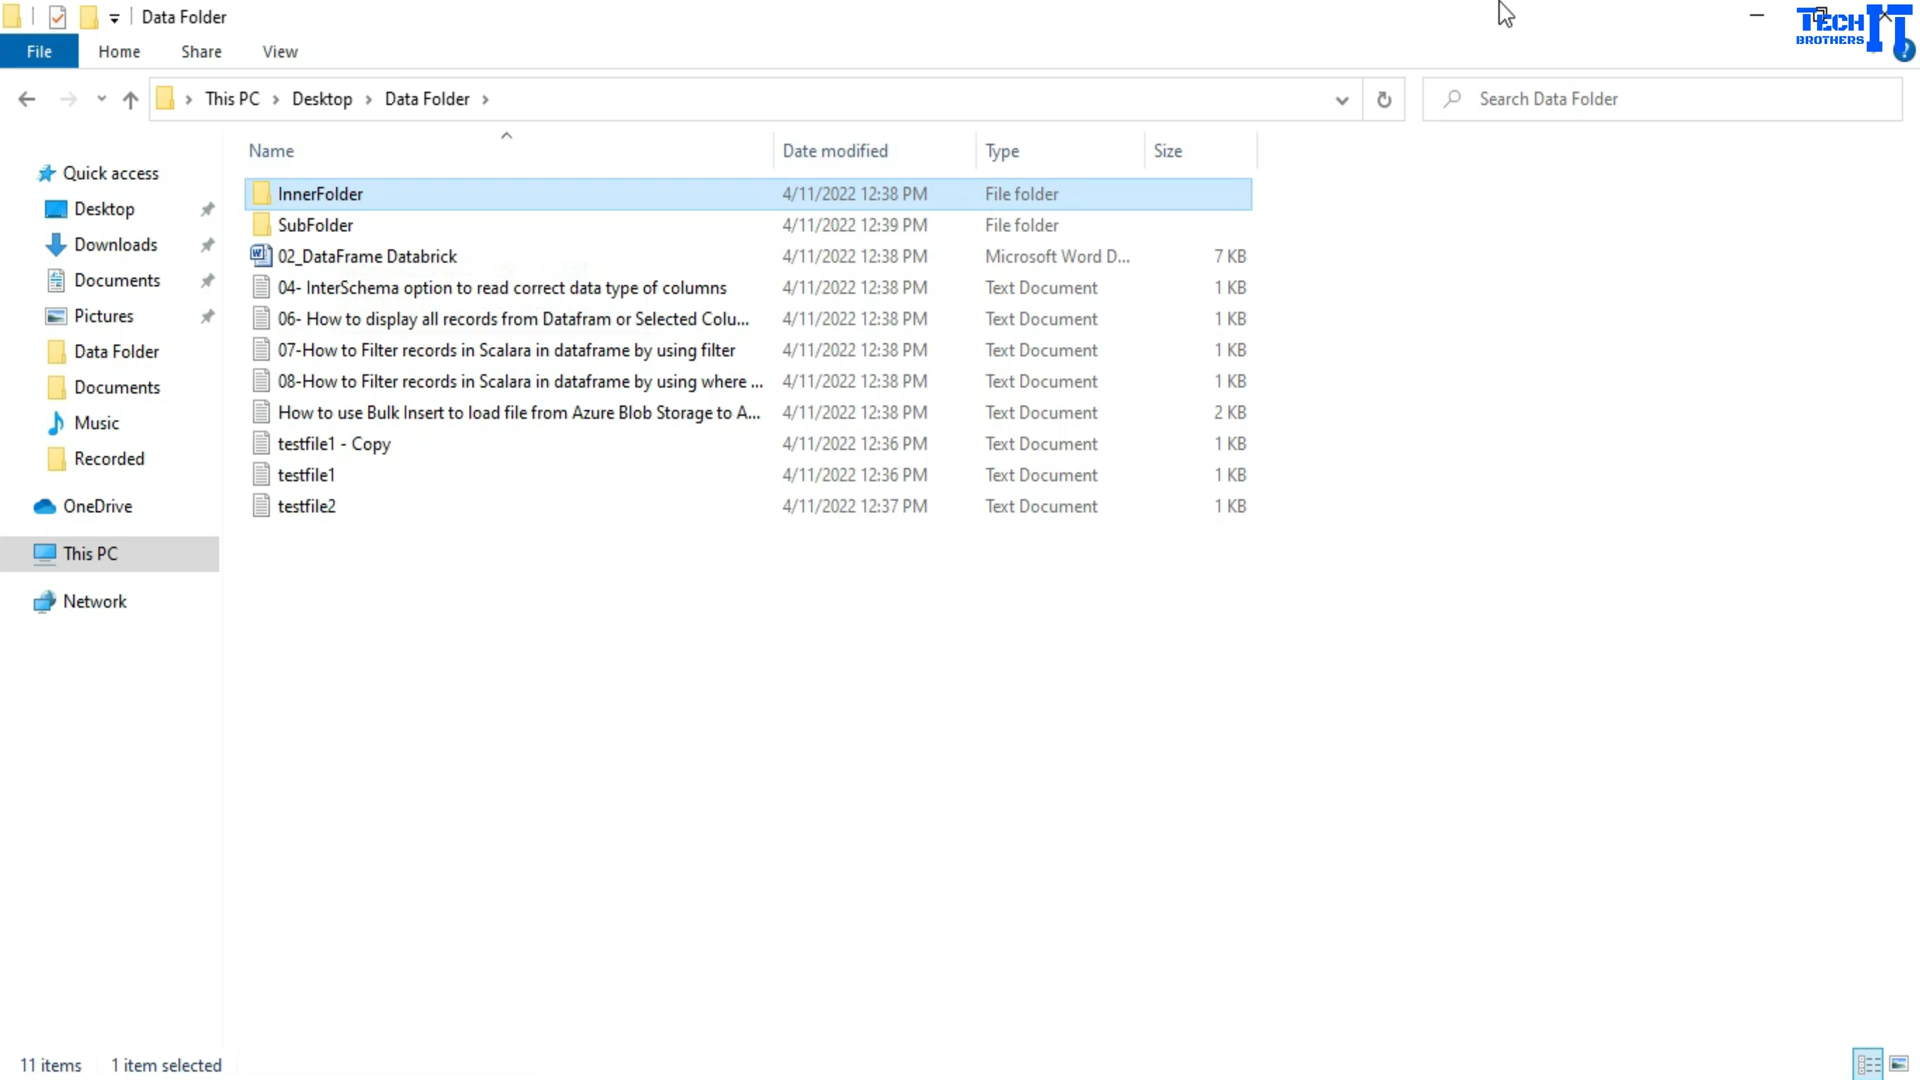 Data Folder
TECH IT
BROTHERS
File Home Share View
?
This PC Desktop Data Folder
Search Data Folder
Name Date modified Type Size
Quick access
Desktop
Downloads
Documents
Pictures
Data Folder
Documents
Music
Recorded
OneDrive
This PC
Network
InnerFolder 4/11/2022 12:38 PM File folder
SubFolder 4/11/2022 12:39 PM File folder
02_DataFrame Databrick 4/11/2022 12:38 PM Microsoft Word D... 7 KB
04- InterSchema option to read correct data type of columns 4/11/2022 12:38 PM Text Document 1 KB
06- How to display all records from Datafram or Selected Colu... 4/11/2022 12:38 PM Text Document 1 KB
07-How to Filter records in Scalara in dataframe by using filter 4/11/2022 12:38 PM Text Document 1 KB
08-How to Filter records in Scalara in dataframe by using where ... 4/11/2022 12:38 PM Text Document 1 KB
How to use Bulk Insert to load file from Azure Blob Storage to A... 4/11/2022 12:38 PM Text Document 2 KB
testfile1 - Copy 4/11/2022 12:36 PM Text Document 1 KB
testfile1 4/11/2022 12:36 PM Text Document 1 KB
testfile2 4/11/2022 12:37 PM Text Document 1 KB
11 items 1 item selected